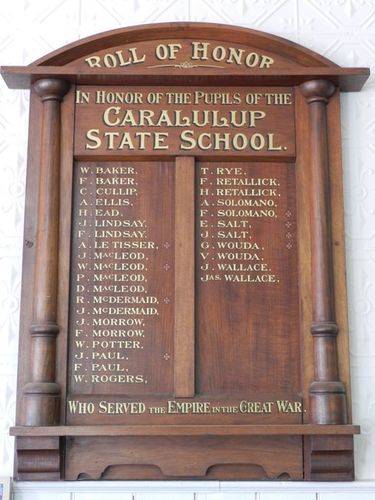 ROLL OF HONOR
IN HONOR OF THE PUPILS OF THE
CARALULUP
STATE SCHOOL.
W. BAKER,
F. BAKER,
C. CULLIP,
A. ELLIS,
H. EAD,
J. LINDSAY,
F. LINDSAY,
A. LE TISSER,
J. MACLEOD,
W. MACLEOD,
P. MACLEOD,
D. MACLEOD,
R. MCDERMAID,
J. MCDERMAID,
J. MORROW,
F. MORROW,
W. POTTER,
J. PAUL,
F. PAUL,
W. ROGERS,
T. RYE,
F. RETALLICK,
H. RETALLICK,
A. SOLOMANO,
F. SOLOMANO,
E. SALT,
J. SALT,
G. WOUDA,
V. WOUDA,
J. WALLACE,
JAS. WALLACE,
WHO SERVED THE EMPIRE IN THE GREAT WAR.